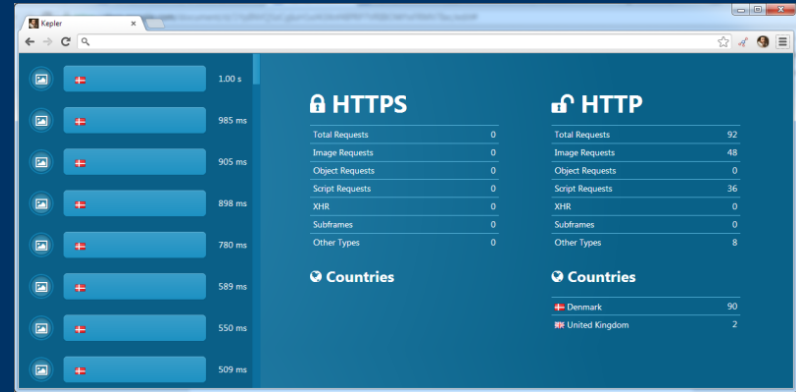 Kepler
1.00 s
985 ms
905 ms
898 ms
780 ms
589 ms
550 ms
509 ms
HTTPS
Total Requests 0
Image Requests 0
Object Requests 0
Script Requests 0
XHR 0
Subframes 0
Other Types 0
Countries
HTTP
Total Requests 92
Image Requests 48
Object Requests 0
Script Requests 36
XHR 0
Subframes 0
Other Types 8
Countries
Denmark 90
United Kingdom 2